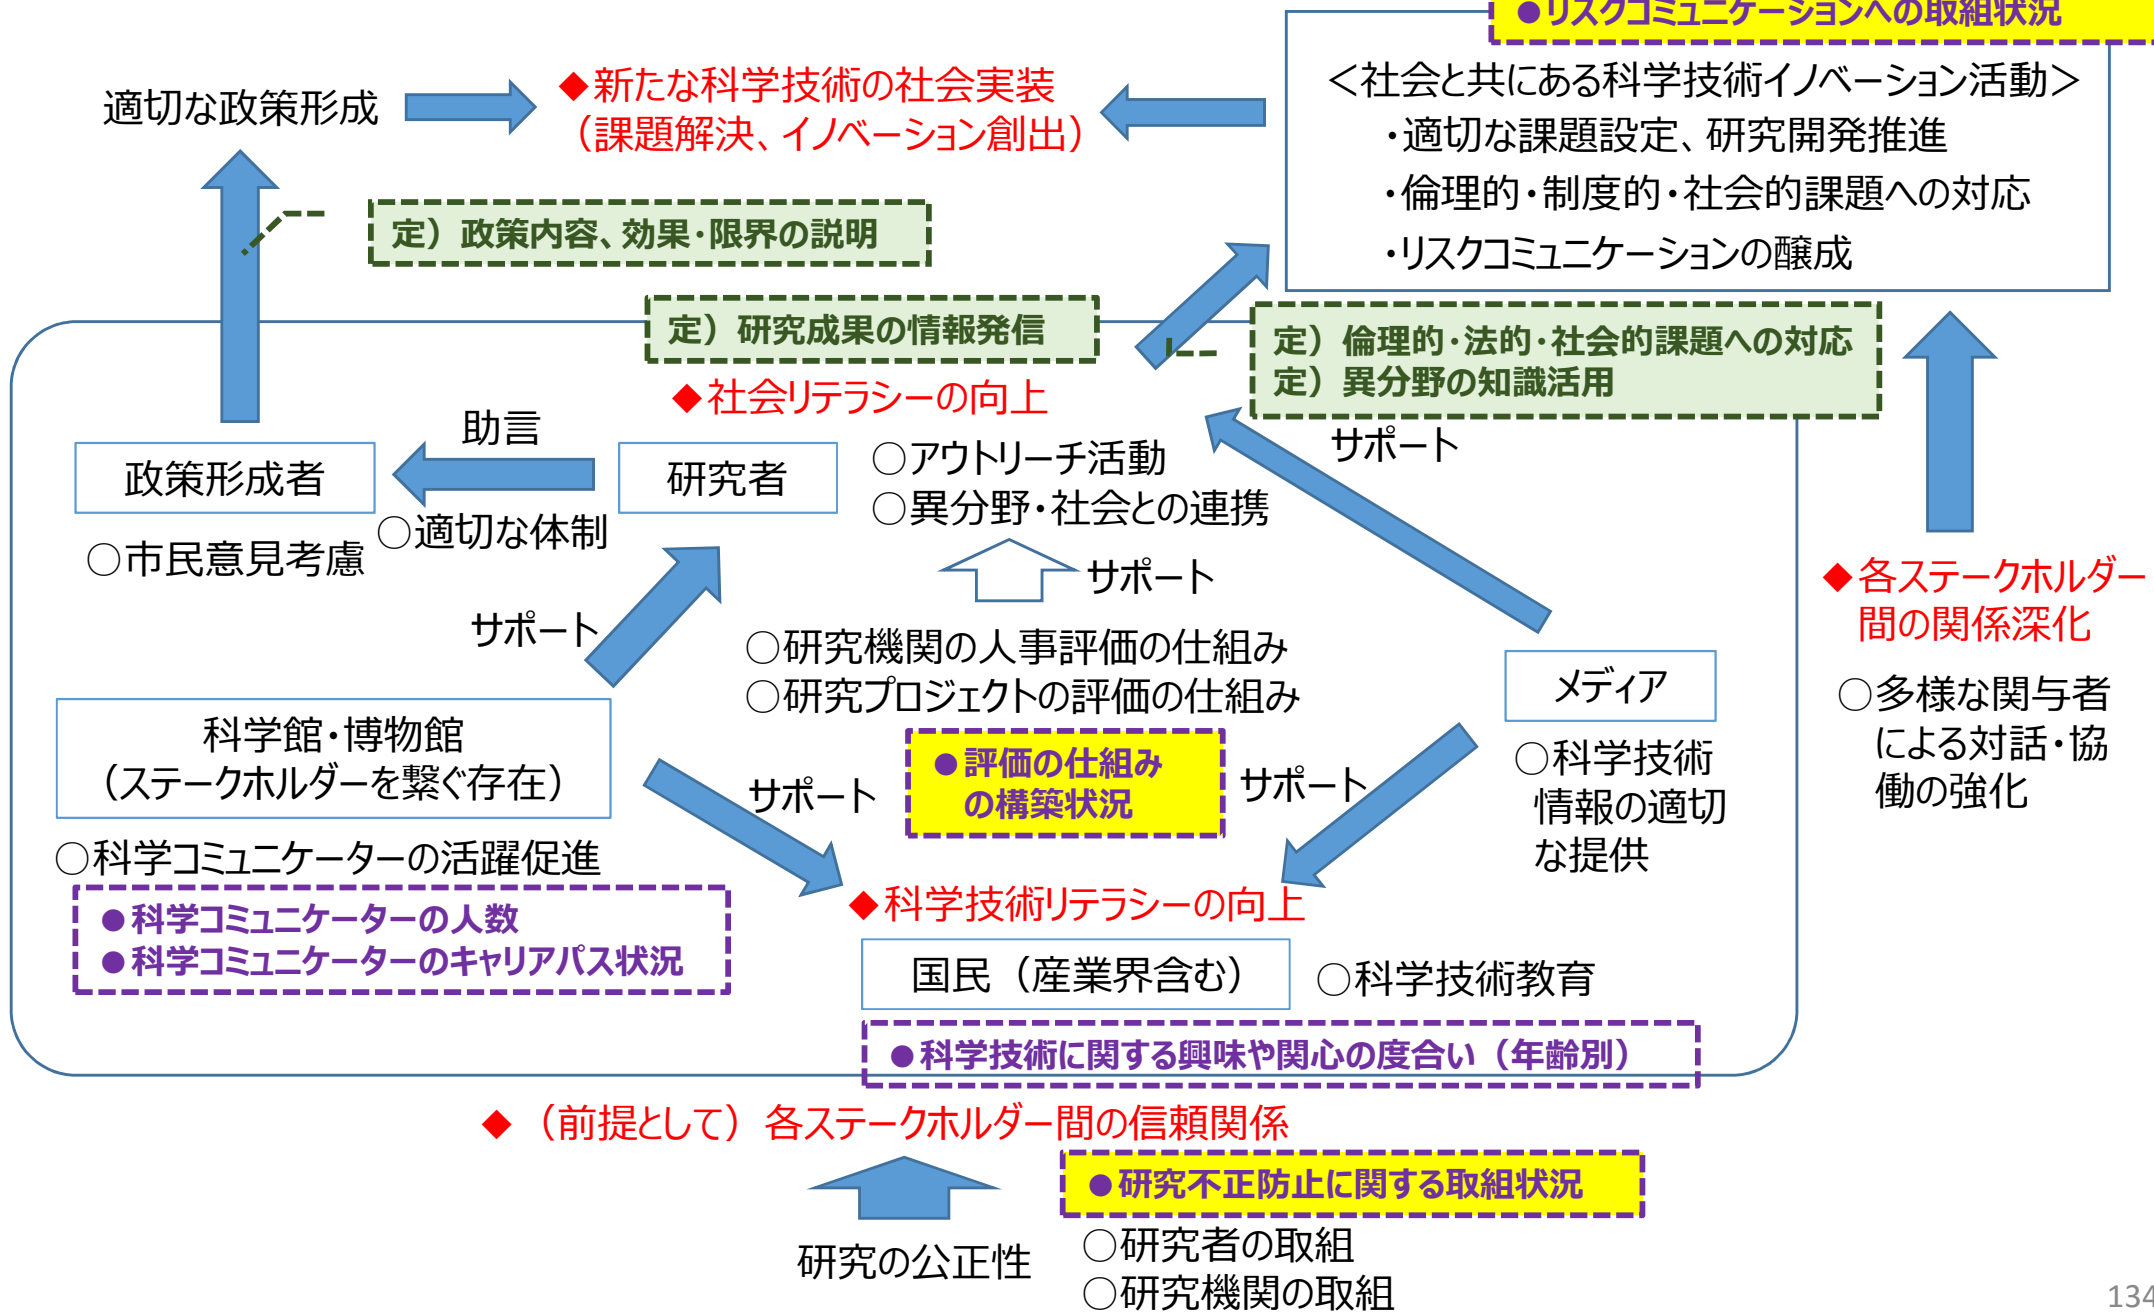 ●リスクコミュニケーションへの取組状況
＜社会と共にある科学技術イノベーション活動＞
・適切な課題設定、研究開発推進
・倫理的・制度的・社会的課題への対応
・リスクコミュニケーションの醸成
適切な政策形成
◆新たな科学技術の社会実装
（課題解決、イノベーション創出）
定）政策内容、効果・限界の説明
定）研究成果の情報発信
定）倫理的・法的・社会的課題への対応
定）異分野の知識活用
◆社会リテラシーの向上
助言
サポート
政策形成者
研究者
○アウトリーチ活動
○異分野・社会との連携
○適切な体制
○市民意見考慮
サポート
サポート
◆各ステークホルダー
間の関係深化
○研究機関の人事評価の仕組み
○研究プロジェクトの評価の仕組み
メディア
○多様な関与者
による対話・協
働の強化
科学館・博物館
（ステークホルダーを繋ぐ存在）
サポート
●評価の仕組み
の構築状況
サポート
○科学技術
情報の適切
な提供
○科学コミュニケーターの活躍促進
●科学コミュニケーターの人数
●科学コミュニケーターのキャリアパス状況
◆科学技術リテラシーの向上
国民（産業界含む）
○科学技術教育
●科学技術に関する興味や関心の度合い（年齢別）
◆（前提として）各ステークホルダー間の信頼関係
●研究不正防止に関する取組状況
研究の公正性
○研究者の取組
○研究機関の取組
134